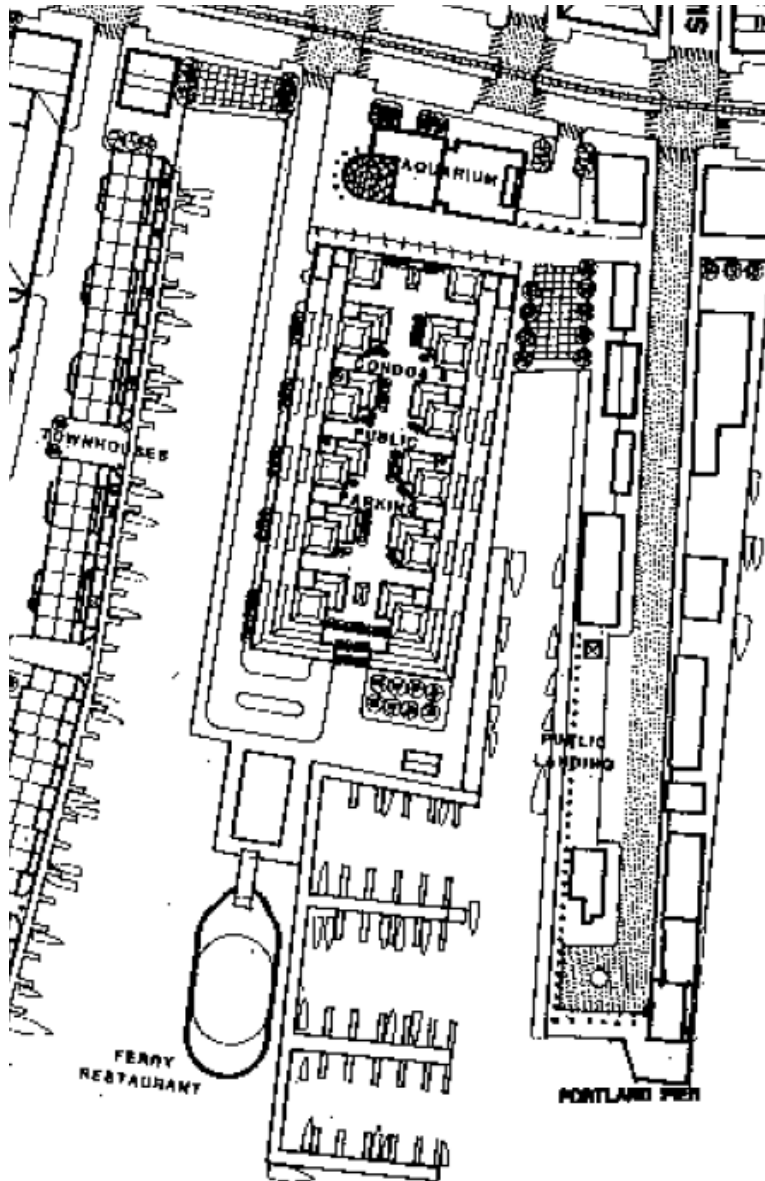 AQUARIUM
CONDOS
TOWNHOUSES
PUBLIC
PARKING
PUBLIC
LANDING
FERRY
RESTAURANT
PORTLAND PIER